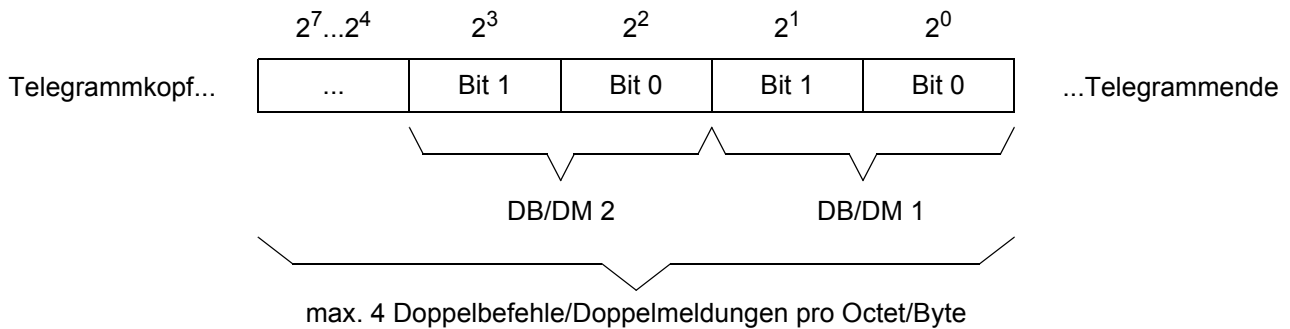 2⁷...2⁴ 2³ 2² 2¹ 2⁰
Telegrammkopf... ... Bit 1 Bit 0 Bit 1 Bit 0 ...Telegrammende
DB/DM 2 DB/DM 1
max. 4 Doppelbefehle/Doppelmeldungen pro Octet/Byte